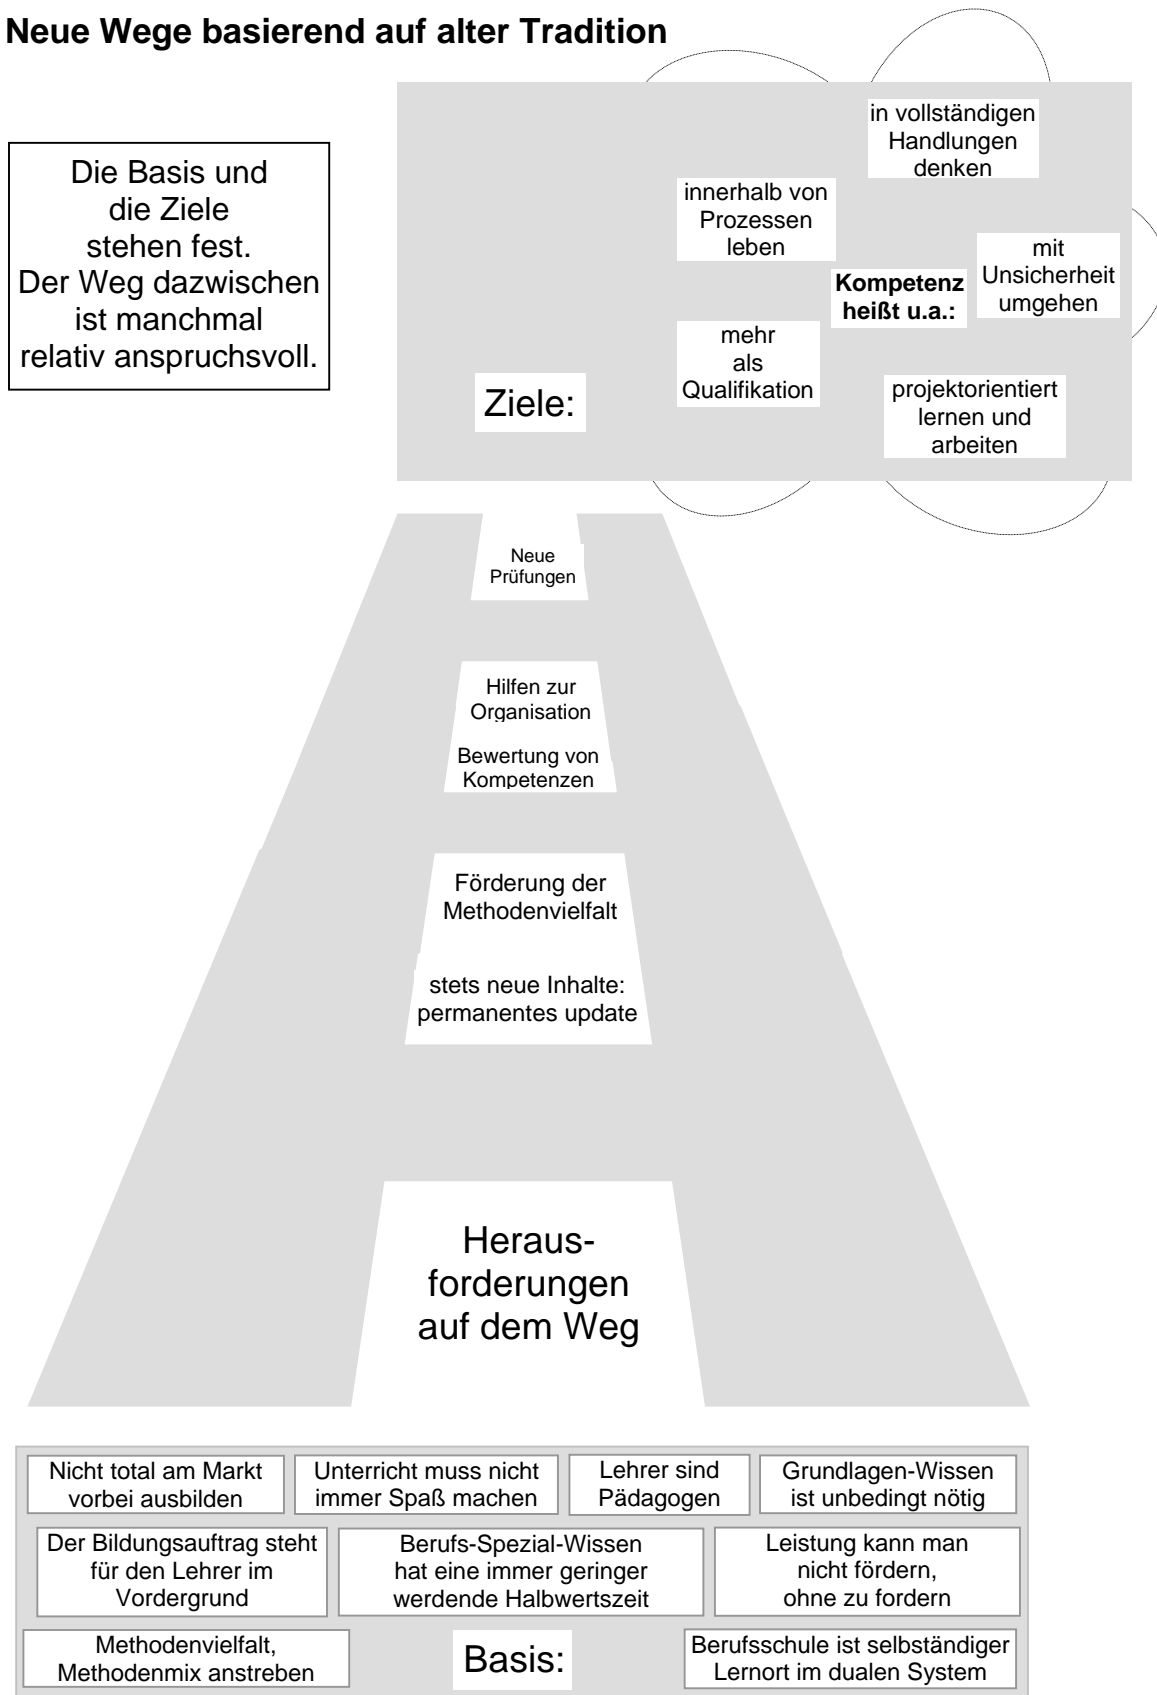 Neue Wege basierend auf alter Tradition
Die Basis und
die Ziele
stehen fest.
Der Weg dazwischen
ist manchmal
relativ anspruchsvoll.
in vollständigen
Handlungen
denken
innerhalb von
Prozessen
leben
mit
Unsicherheit
umgehen
Kompetenz
heißt u.a.:
mehr
als
Qualifikation
projektorientiert
lernen und
arbeiten
Ziele:
Neue
Prüfungen
Hilfen zur
Organisation
Bewertung von
Kompetenzen
Förderung der
Methodenvielfalt
stets neue Inhalte:
permanentes update
Heraus-
forderungen
auf dem Weg
Nicht total am Markt
vorbei ausbilden
Unterricht muss nicht
immer Spaß machen
Lehrer sind
Pädagogen
Grundlagen-Wissen
ist unbedingt nötig
Der Bildungsauftrag steht
für den Lehrer im
Vordergrund
Berufs-Spezial-Wissen
hat eine immer geringer
werdende Halbwertszeit
Leistung kann man
nicht fördern,
ohne zu fordern
Methodenvielfalt,
Methodenmix anstreben
Basis:
Berufsschule ist selbständiger
Lernort im dualen System